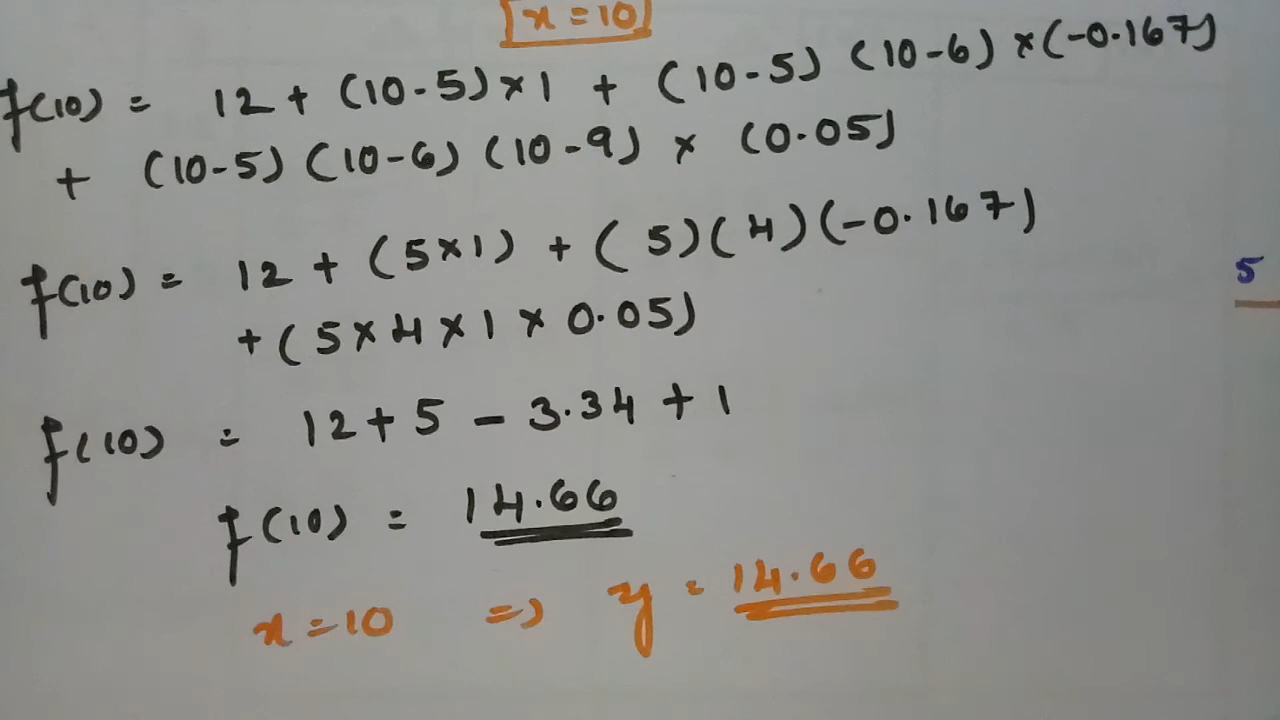 x = 10
f(10) = 12 + (10-5)×1 + (10-5) (10-6) × (-0.167)
+ (10-5) (10-6) (10-9) × (0.05)
f(10) = 12 + (5×1) + (5)(4)(-0.167)
+ (5×4×1×0.05)
5
f(10) = 12+5 - 3.34 + 1
f(10) = 14.66
x=10 => y = 14.66